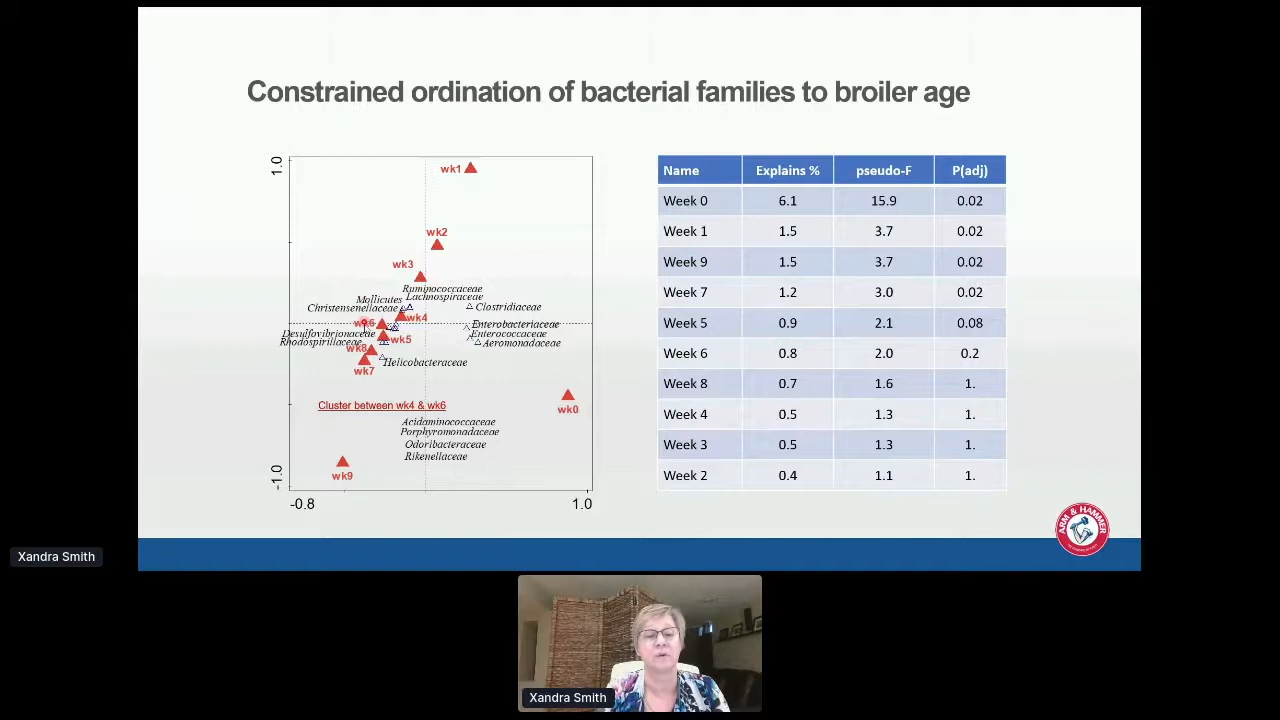 Constrained ordination of bacterial families to broiler age
1.0
wk1
wk2
wk3
Ruminococcaceae
Mollicutes
Lachnospiraceae
Christensenellaceae
Clostridiaceae
wk4
wk6
Enterobacteriaceae
Desulfovibrionaceae
Enterococcaceae
Rhodospirillaceae
wk5
Aeromonadaceae
wk8
Helicobacteraceae
wk7
Cluster between wk4 & wk6
wk0
Acidaminococcaceae
Porphyromonadaceae
Odoribacteraceae
Rikenellaceae
wk9
-1.0
-0.8
1.0
Name Explains % pseudo-F P(adj)
Week 0 6.1 15.9 0.02
Week 1 1.5 3.7 0.02
Week 9 1.5 3.7 0.02
Week 7 1.2 3.0 0.02
Week 5 0.9 2.1 0.08
Week 6 0.8 2.0 0.2
Week 8 0.7 1.6 1.
Week 4 0.5 1.3 1.
Week 3 0.5 1.3 1.
Week 2 0.4 1.1 1.
ARM & HAMMER
Xandra Smith
Xandra Smith